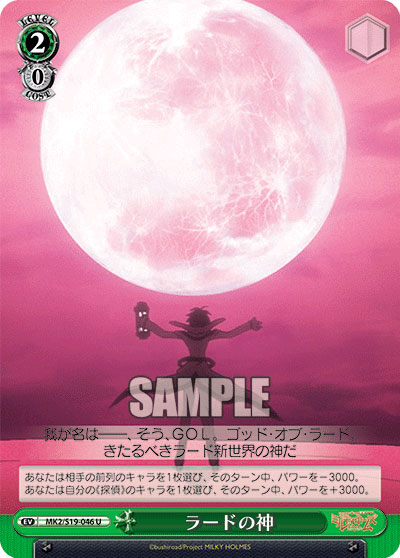 LEVEL
2
0
COST
SAMPLE
我が名は――、そう、GOL ゴッド・オブ・ラード
きたるべきラード新世界の神だ
あなたは相手の前列のキャラを1枚選び、そのターン中、パワーを－3000。
あなたは自分の《探偵》のキャラを1枚選び、そのターン中、パワーを＋3000。
EV MK2/S19-046 U ラードの神
©bushiroad/Project MILKY HOLMES